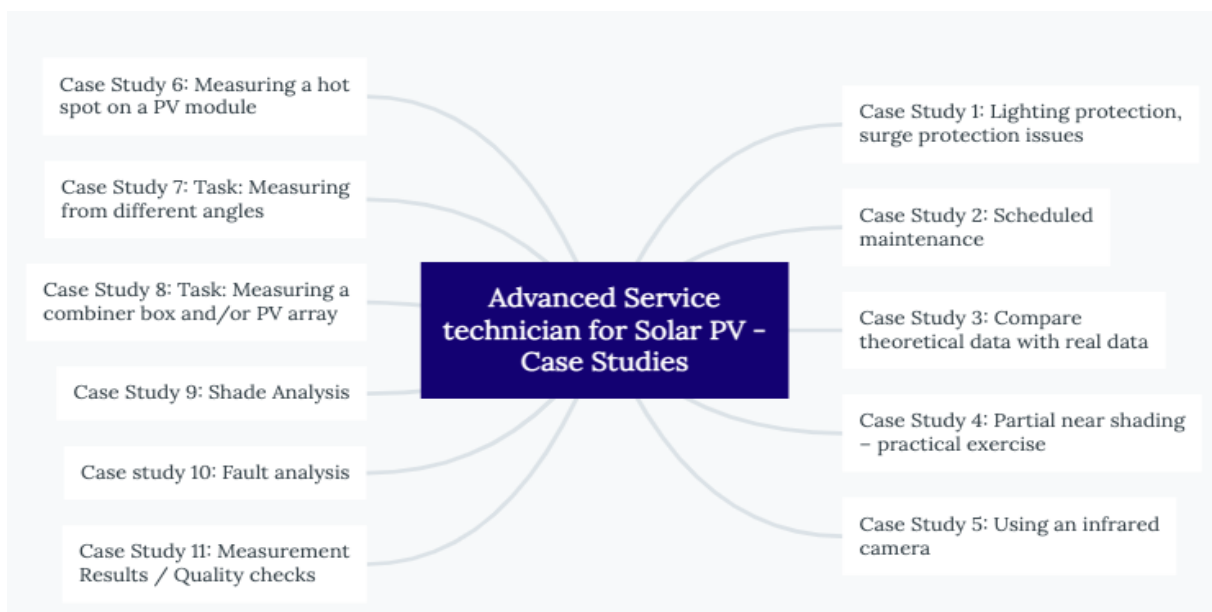 Case Study 6: Measuring a hot
spot on a PV module
Case Study 7: Task: Measuring
from different angles
Case Study 8: Task: Measuring a
combiner box and/or PV array
Case Study 9: Shade Analysis
Case study 10: Fault analysis
Case Study 11: Measurement
Results / Quality checks
Advanced Service
technician for Solar PV -
Case Studies
Case Study 1: Lighting protection,
surge protection issues
Case Study 2: Scheduled
maintenance
Case Study 3: Compare
theoretical data with real data
Case Study 4: Partial near shading
– practical exercise
Case Study 5: Using an infrared
camera